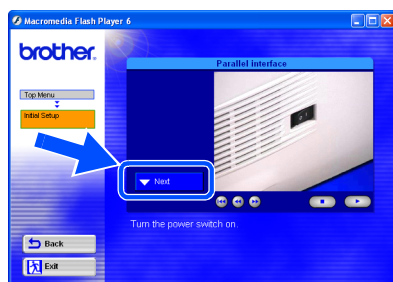 Macromedia Flash Player 6
brother.
Parallel interface
Top Menu
Initial Setup
Next
Turn the power switch on.
Back
Exit